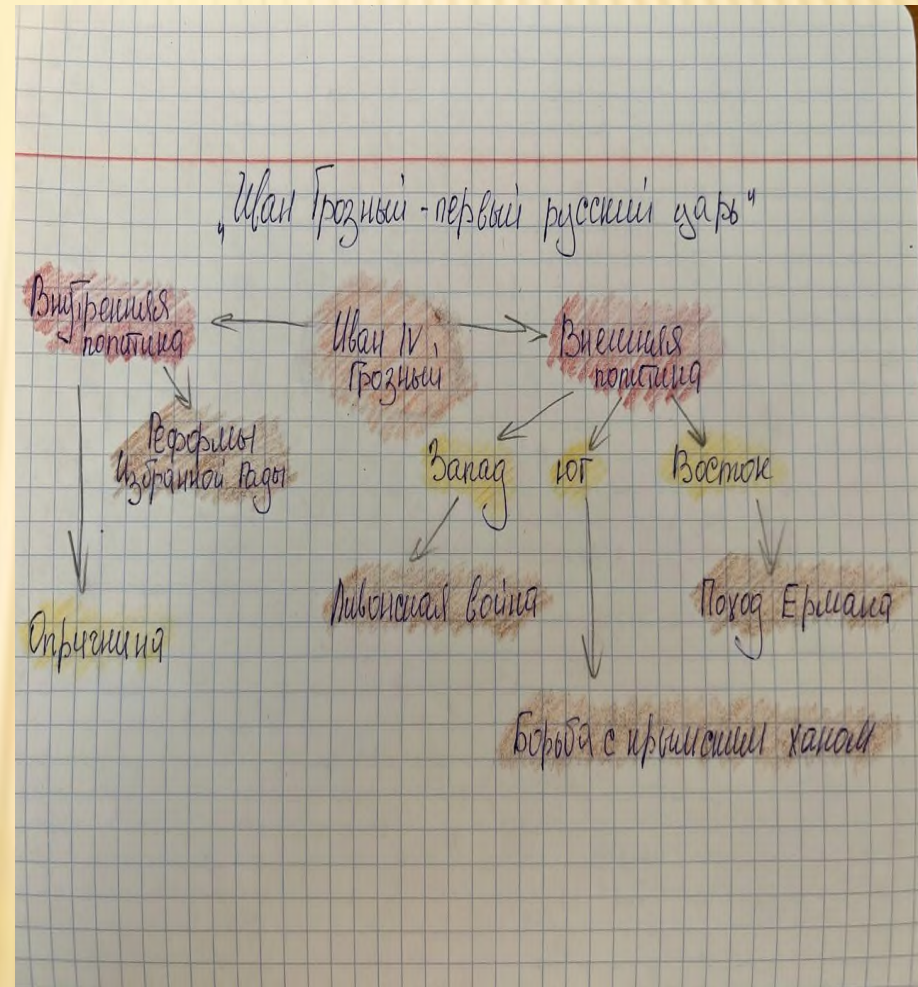 „Иван Грозный - первый русский царь“
Внутренняя
политика
Иван IV
Грозный
Внешняя
политика
Реформы
Избранной Рады
Запад
ЮГ
Восток
Опричнина
Ливонская война
Поход Ермака
Борьба с крымским ханом